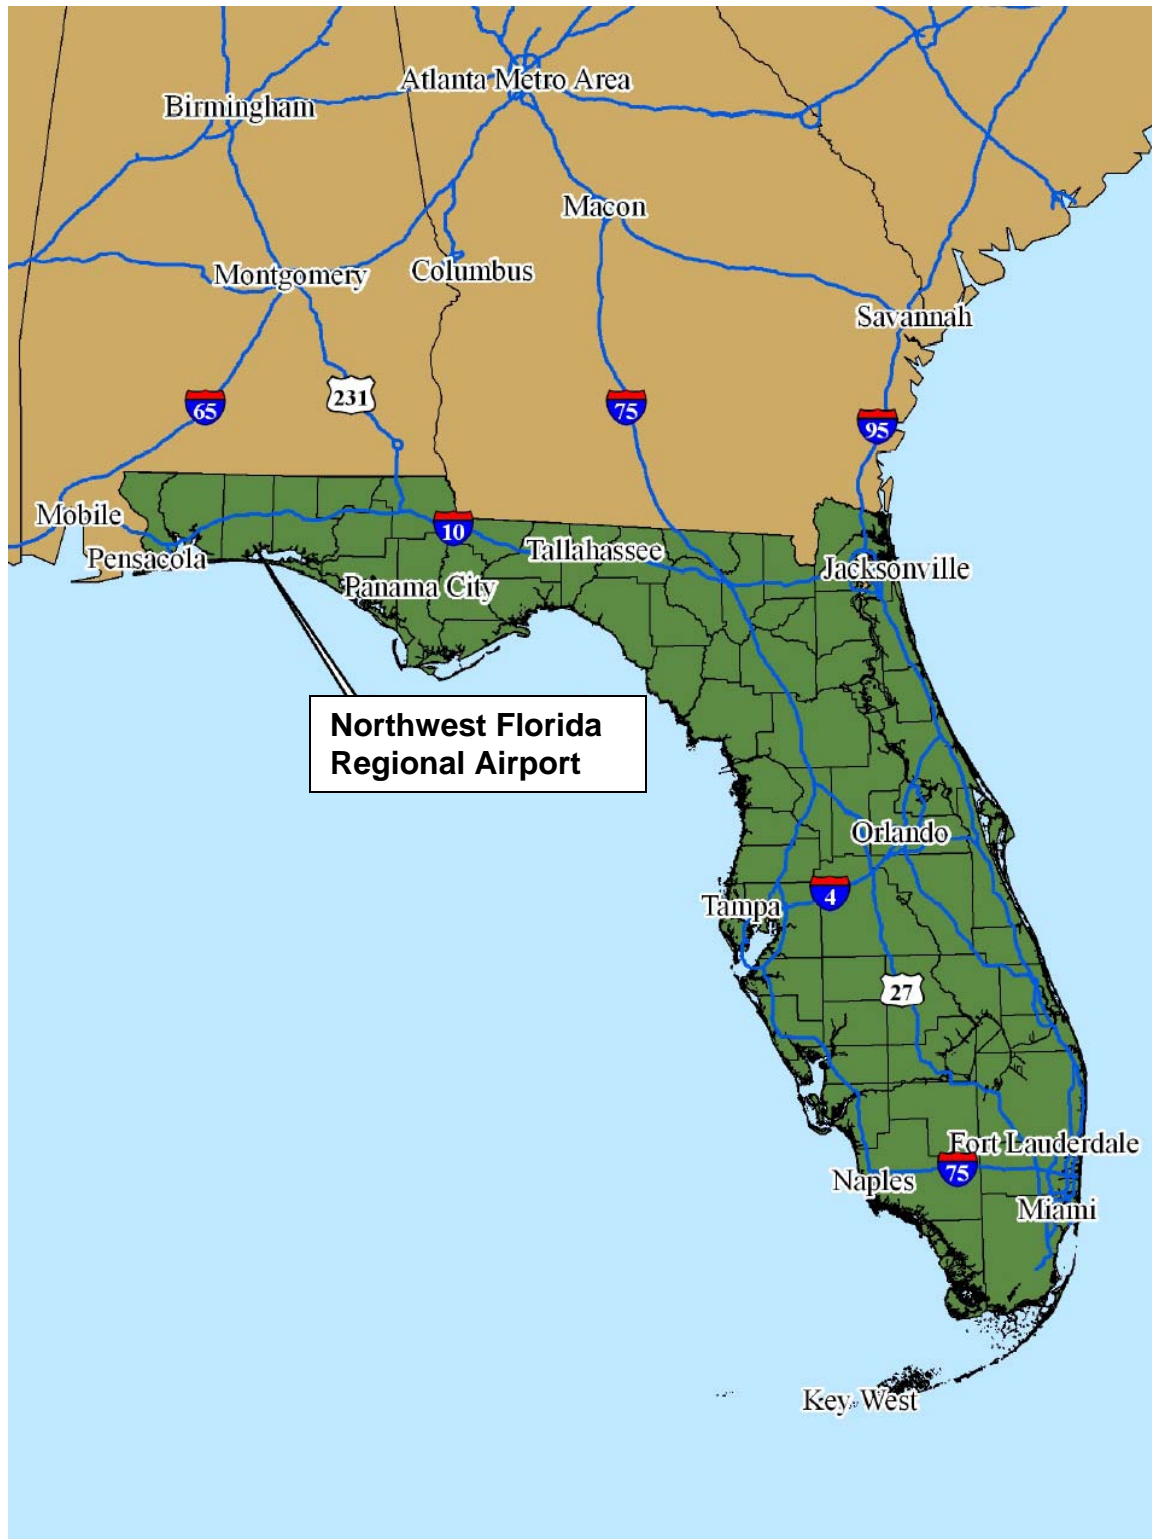 Atlanta Metro Area
Birmingham
Macon
Columbus
Montgomery
Savannah
231
65
75
95
Mobile
10
Pensacola
Tallahassee
Jacksonville
Panama City
Northwest Florida
Regional Airport
Orlando
4
Tampa
27
Fort Lauderdale
75
Naples
Miami
Key West